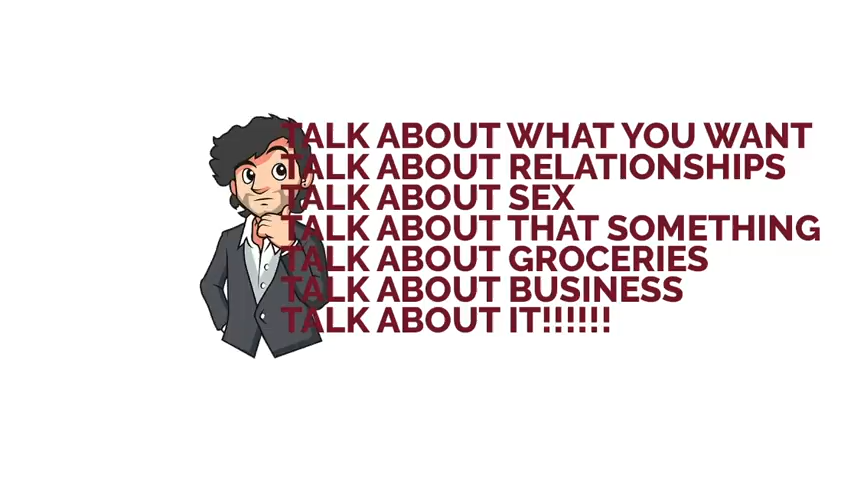 TALK ABOUT WHAT YOU WANT
TALK ABOUT RELATIONSHIPS
TALK ABOUT SEX
TALK ABOUT THAT SOMETHING
TALK ABOUT GROCERIES
TALK ABOUT BUSINESS
TALK ABOUT IT!!!!!!